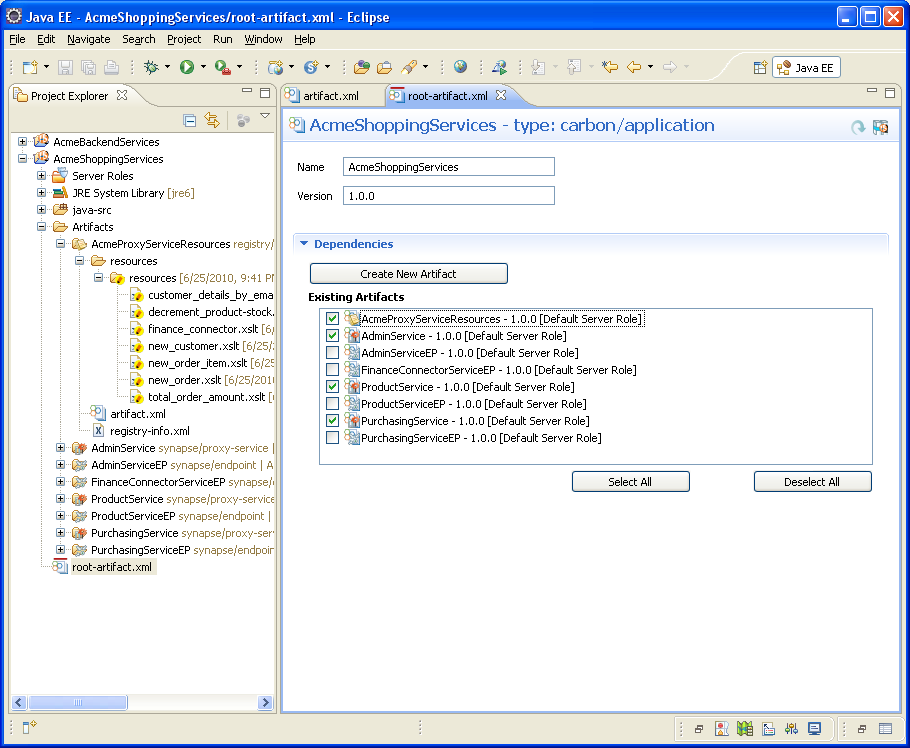 Java EE - AcmeShoppingServices/root-artifact.xml - Eclipse
File Edit Navigate Search Project Run Window Help
Java EE
Project Explorer
AcmeBackendServices
AcmeShoppingServices
Server Roles
JRE System Library [jre6]
java-src
Artifacts
AcmeProxyServiceResources registry/
resources
resources [6/25/2010, 9:41 PM
customer_details_by_ema
decrement_product-stock.
finance_connector.xslt [6/
new_customer.xslt [6/25/
new_order_item.xslt [6/25
new_order.xslt [6/25/2010
total_order_amount.xslt [6
artifact.xml
registry-info.xml
AdminService synapse/proxy-service |
AdminServiceEP synapse/endpoint | A
FinanceConnectorServiceEP synapse/e
ProductService synapse/proxy-service
ProductServiceEP synapse/endpoint |
PurchasingService synapse/proxy-ser
PurchasingServiceEP synapse/endpoin
root-artifact.xml
artifact.xml
root-artifact.xml
AcmeShoppingServices - type: carbon/application
Name AcmeShoppingServices
Version 1.0.0
Dependencies
Create New Artifact
Existing Artifacts
AcmeProxyServiceResources - 1.0.0 [Default Server Role]
AdminService - 1.0.0 [Default Server Role]
AdminServiceEP - 1.0.0 [Default Server Role]
FinanceConnectorServiceEP - 1.0.0 [Default Server Role]
ProductService - 1.0.0 [Default Server Role]
ProductServiceEP - 1.0.0 [Default Server Role]
PurchasingService - 1.0.0 [Default Server Role]
PurchasingServiceEP - 1.0.0 [Default Server Role]
Select All
Deselect All